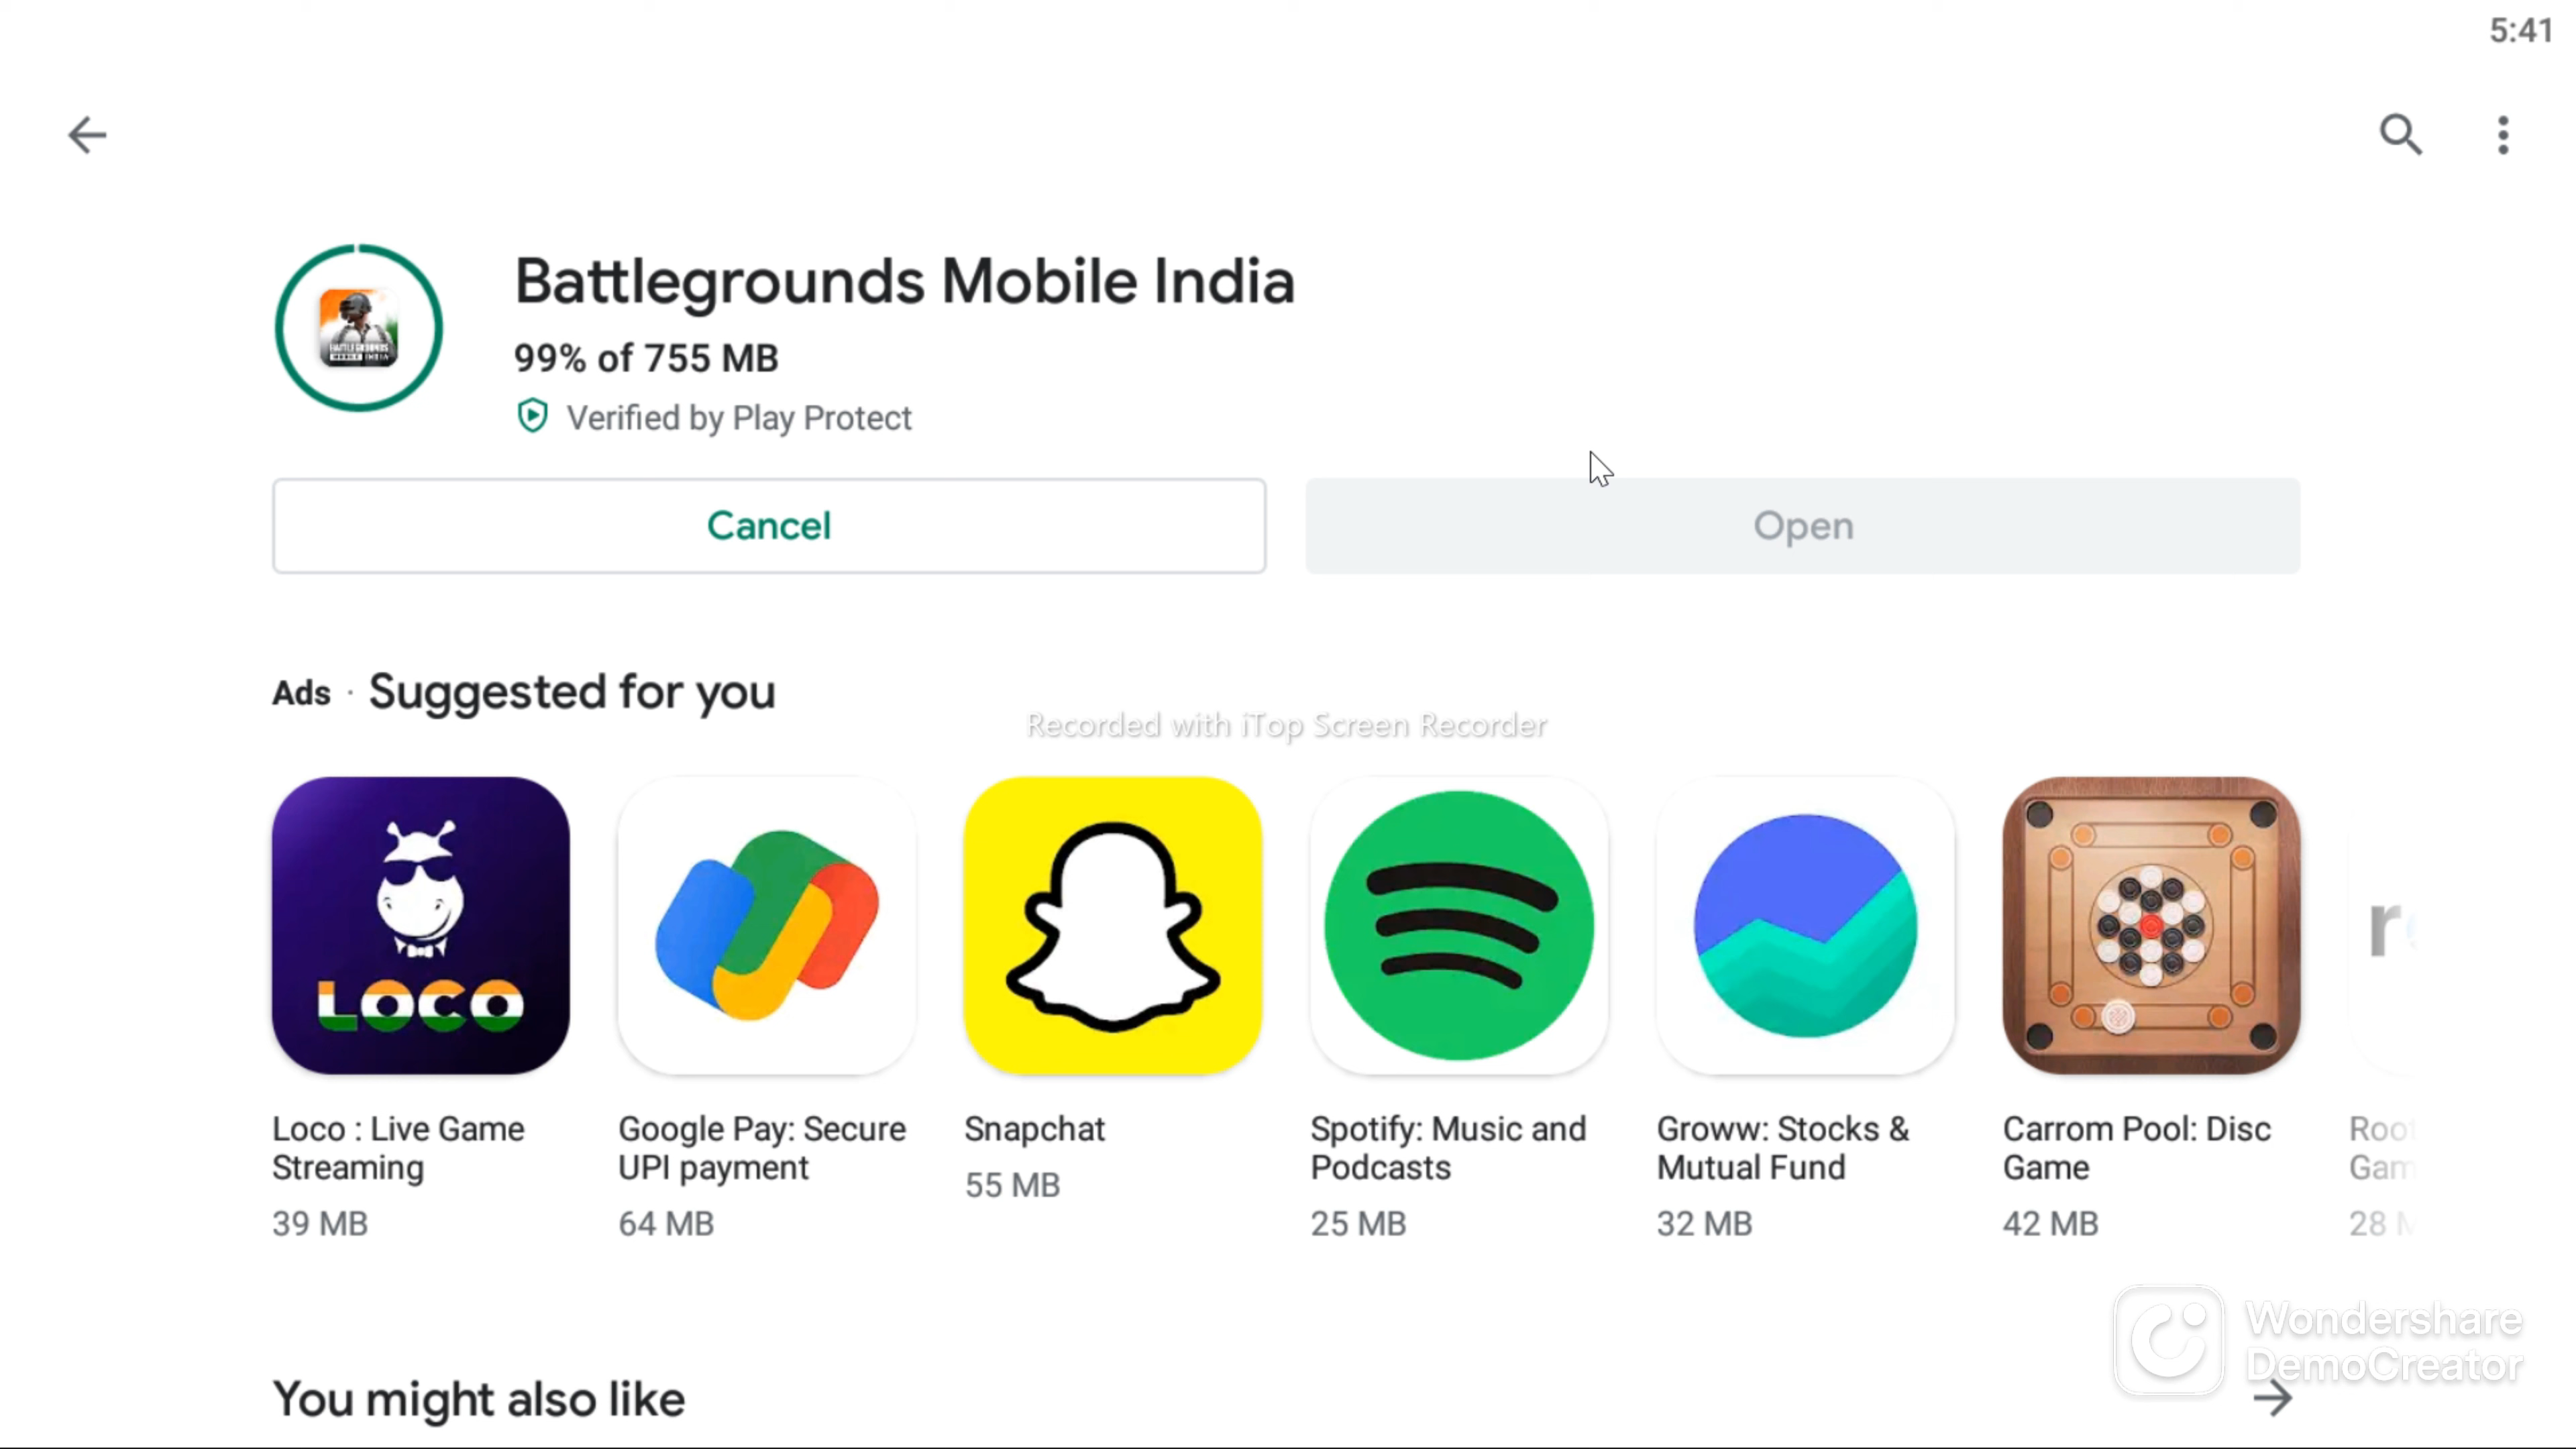 5:41
Battlegrounds Mobile India
99% of 755 MB
Verified by Play Protect
Cancel
Open
Ads · Suggested for you
Recorded with iTop Screen Recorder
LOCO
Loco : Live Game
Streaming
39 MB
Google Pay: Secure
UPI payment
64 MB
Snapchat
55 MB
Spotify: Music and
Podcasts
25 MB
Groww: Stocks &
Mutual Fund
32 MB
Carrom Pool: Disc
Game
42 MB
Wondershare
DemoCreator
You might also like